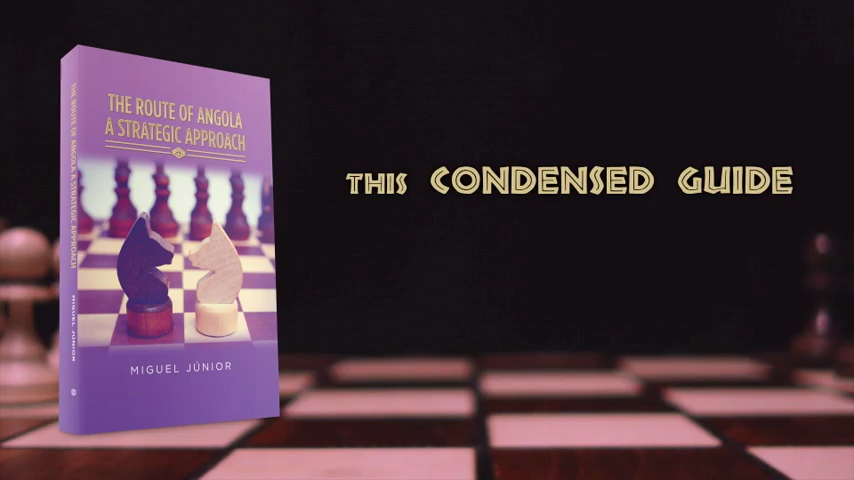 THE ROUTE OF ANGOLA
A STRATEGIC APPROACH
MIGUEL JÚNIOR
THE ROUTE OF ANGOLA A STRATEGIC APPROACH
MIGUEL JÚNIOR
THIS CONDENSED GUIDE